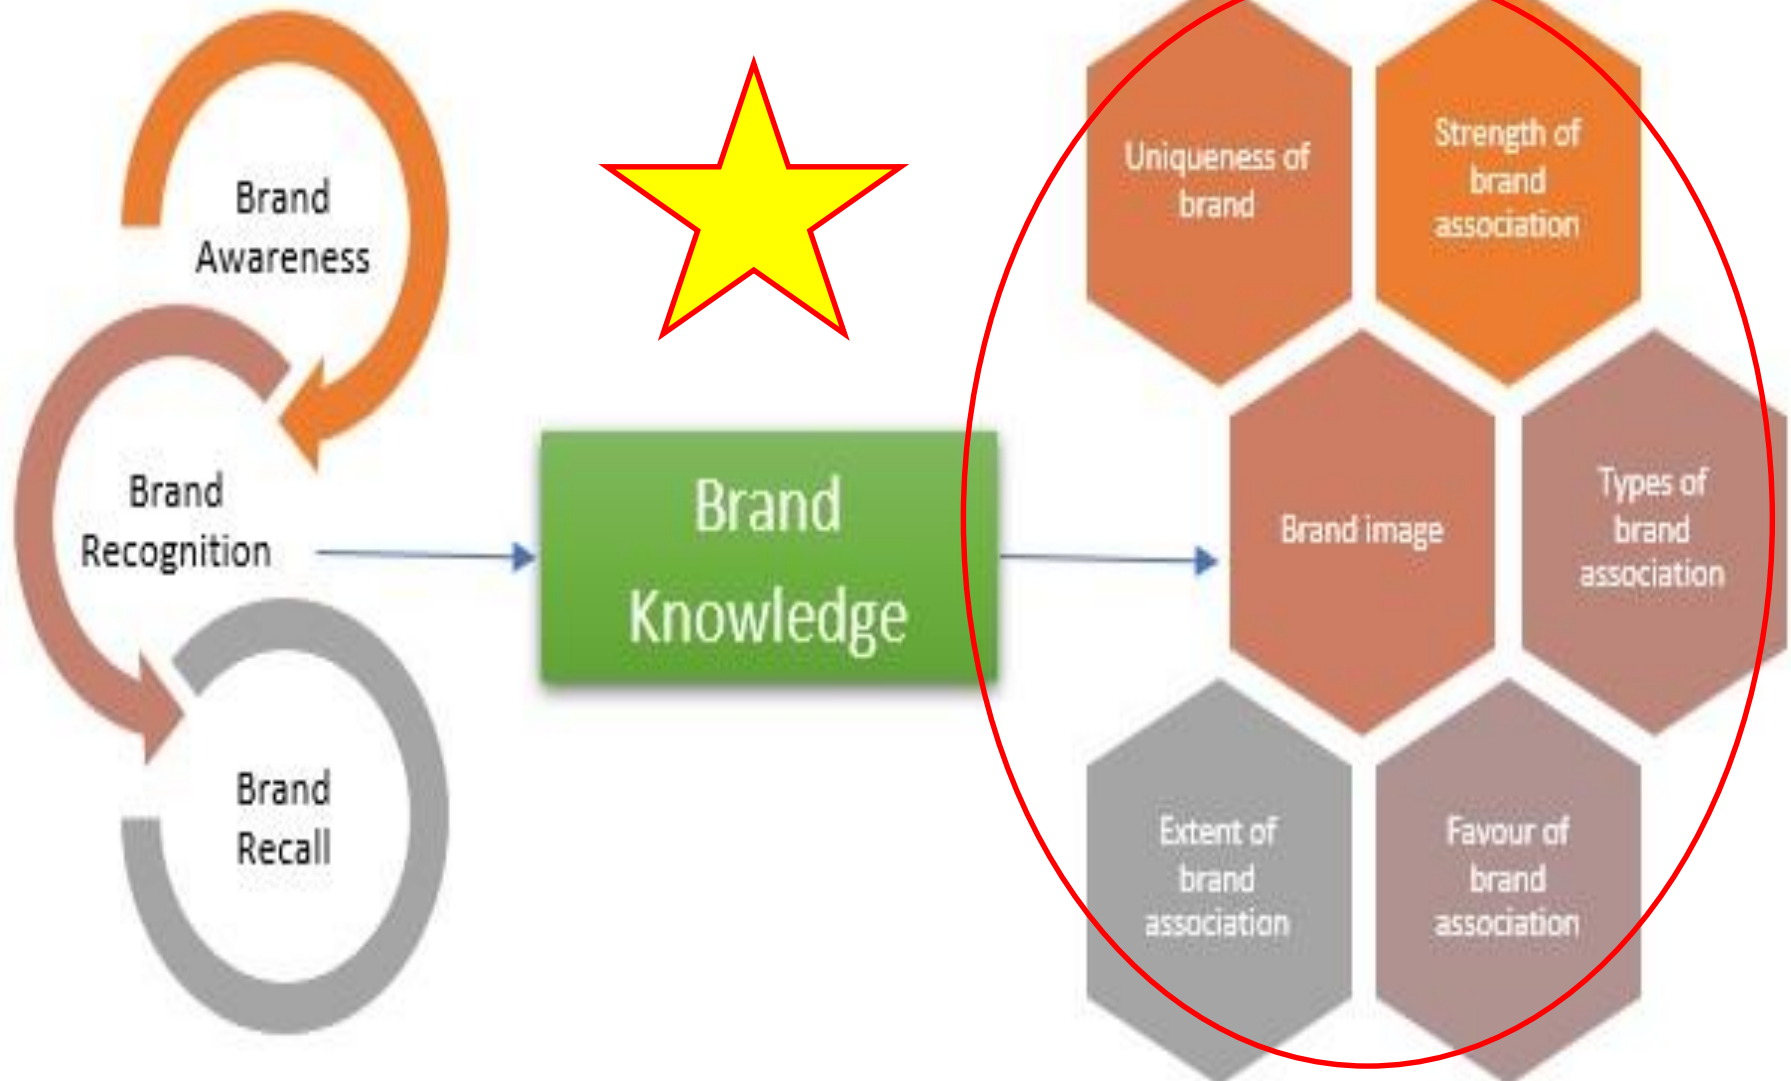 Brand
Awareness
Brand
Recognition
Brand
Recall
Brand
Knowledge
Uniqueness of
brand
Strength of
brand
association
Brand image
Types of
brand
association
Extent of
brand
association
Favour of
brand
association